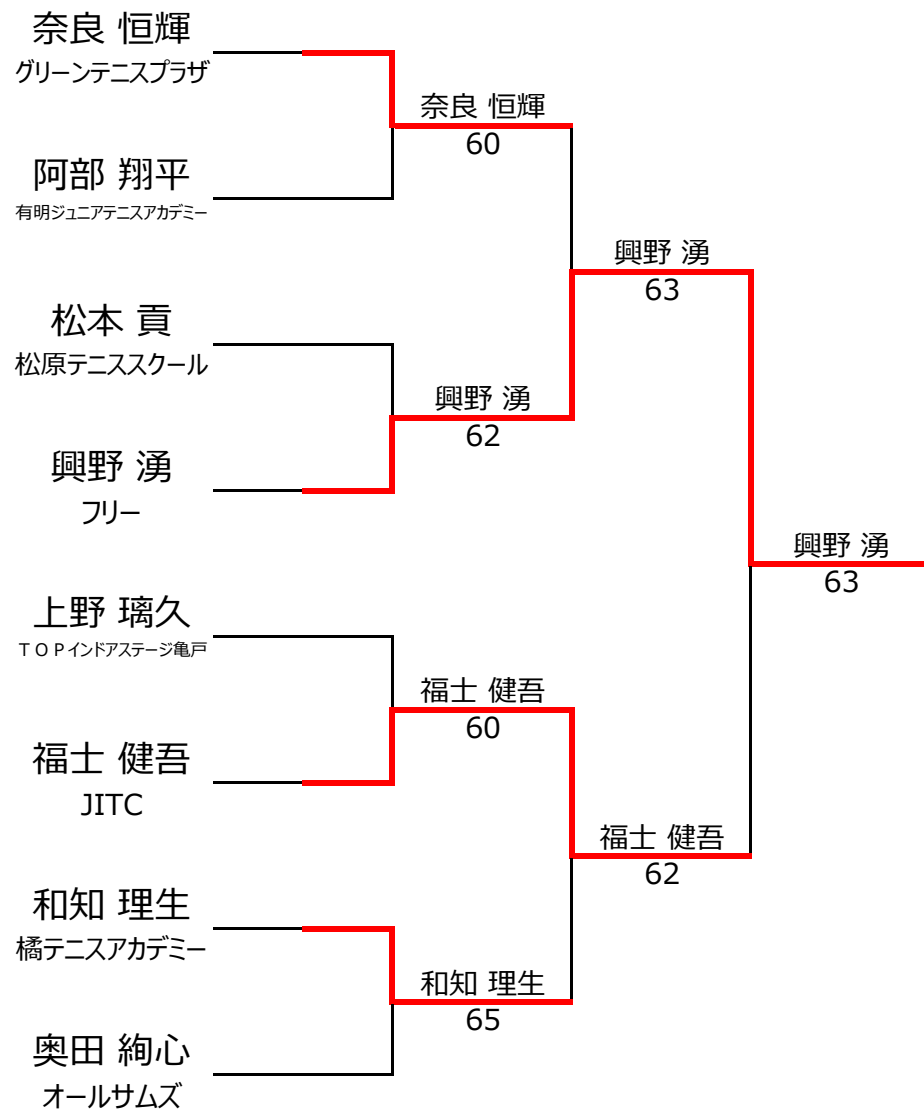 奈良 恒輝
グリーンテニスプラザ
奈良 恒輝
60
阿部 翔平
有明ジュニアテニスアカデミー
興野 湧
63
松本 貢
松原テニススクール
興野 湧
62
興野 湧
フリー
興野 湧
63
上野 璃久
TOPインドアステージ亀戸
福士 健吾
60
福士 健吾
JITC
福士 健吾
62
和知 理生
橘テニスアカデミー
和知 理生
65
奥田 絢心
オールサムズ